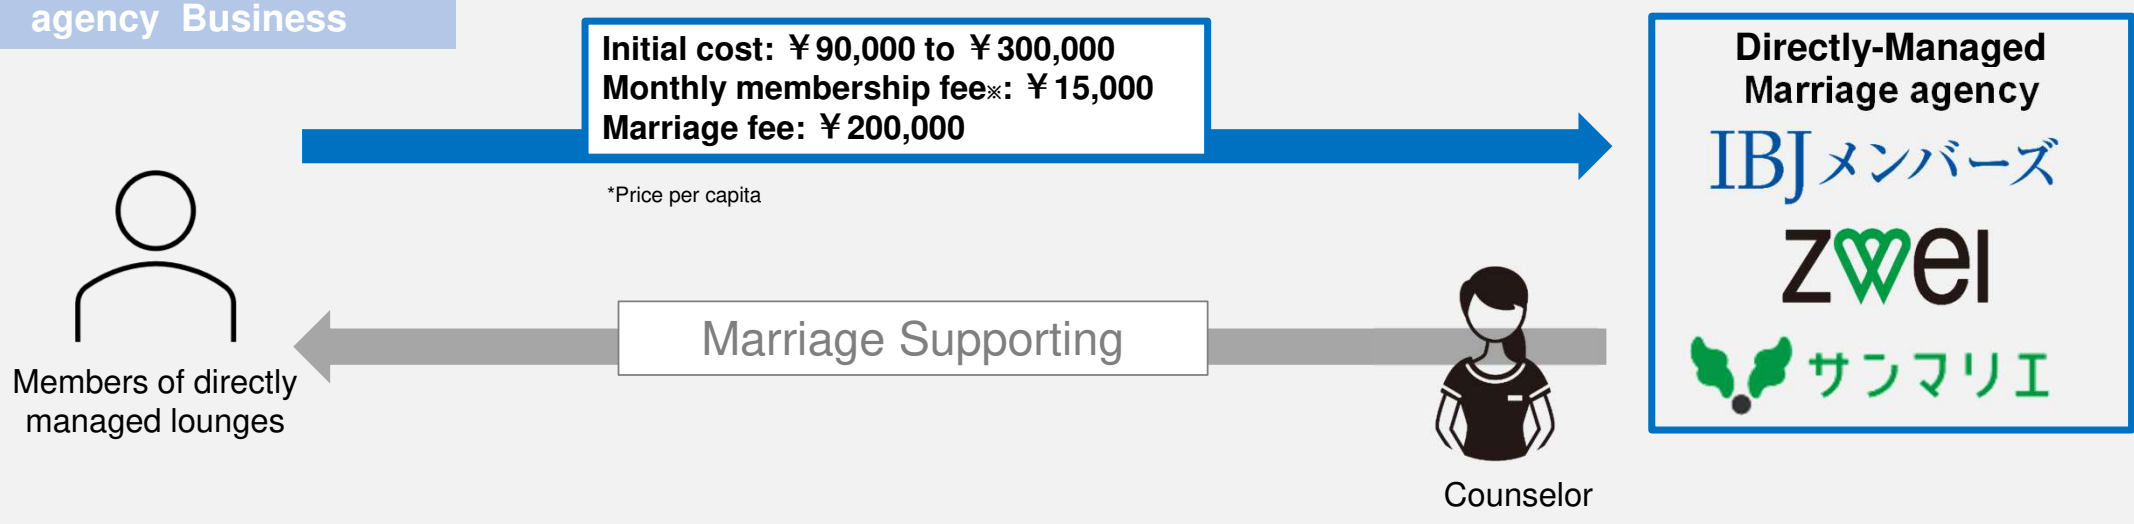 agency Business
Initial cost: ¥90,000 to ¥300,000
Monthly membership fee※: ¥15,000
Marriage fee: ¥200,000
*Price per capita
Directly-Managed
Marriage agency
IBJメンバーズ
zwei
サンマリエ
Marriage Supporting
Members of directly
managed lounges
Counselor